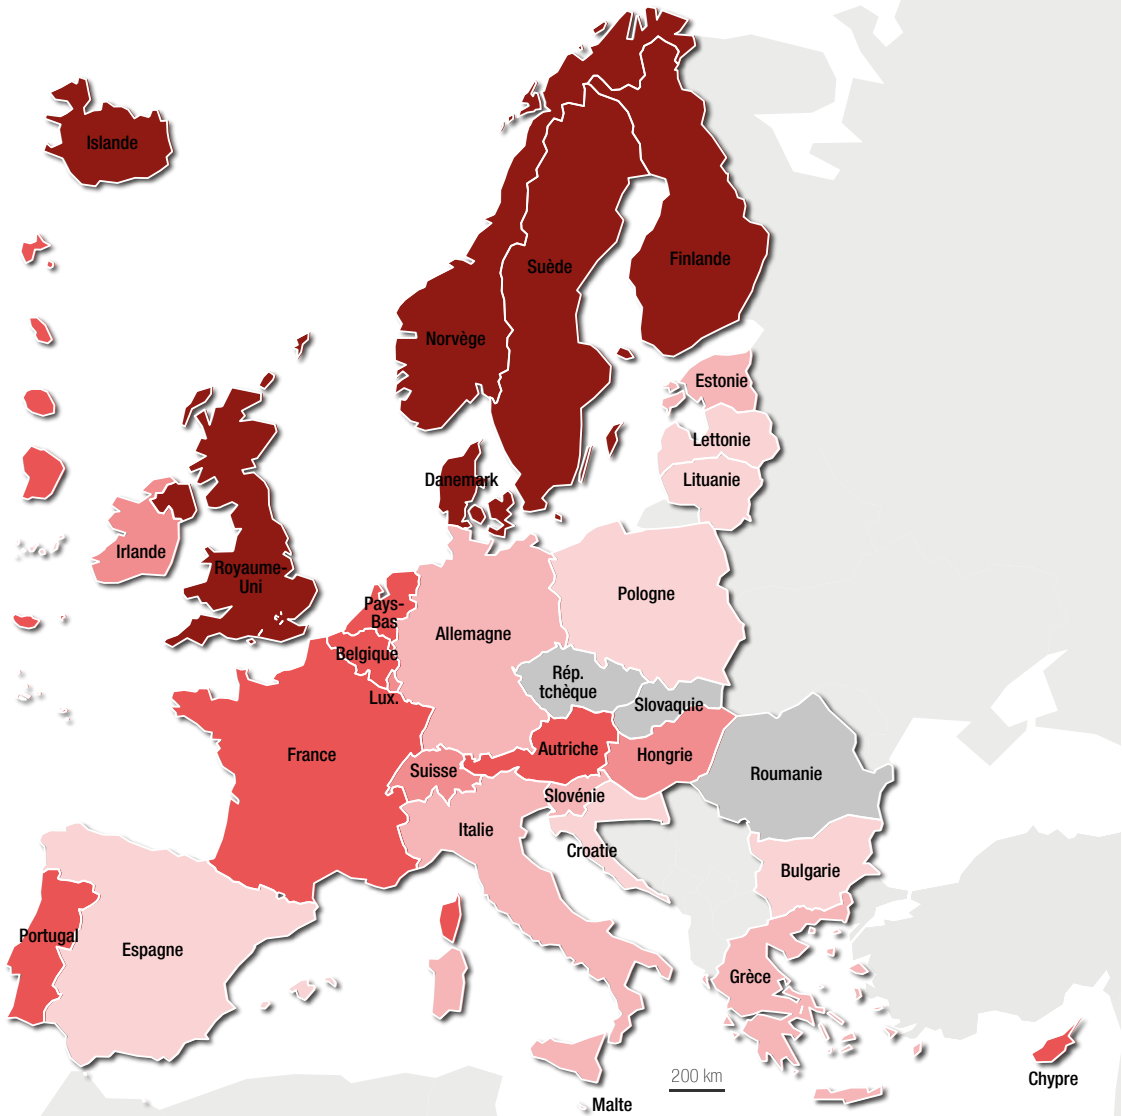 Islande
Suède
Finlande
Norvège
Estonie
Lettonie
Danemark
Lituanie
Irlande
Royaume-
Uni
Pologne
Pays-
Bas
Allemagne
Belgique
Rép.
tchèque
Lux.
Slovaquie
France
Autriche
Hongrie
Suisse
Roumanie
Slovénie
Italie
Croatie
Bulgarie
Portugal
Espagne
Grèce
200 km
Chypre
Malte